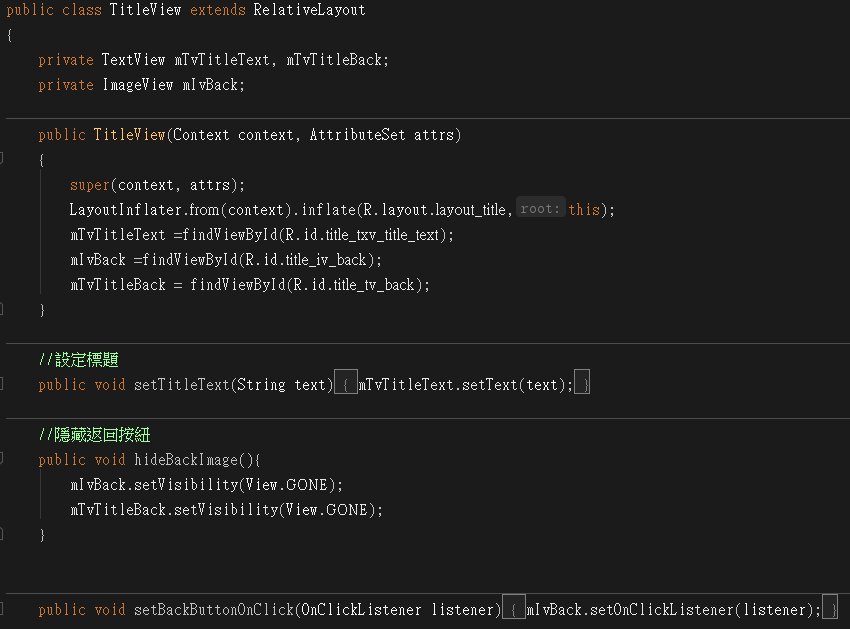 public class TitleView extends RelativeLayout
{
private TextView mTvTitleText, mTvTitleBack;
private ImageView mIvBack;
public TitleView(Context context, AttributeSet attrs)
{
super(context, attrs);
LayoutInflater.from(context).inflate(R.layout.layout_title, root: this);
mTvTitleText =findViewById(R.id.title_txv_title_text);
mIvBack =findViewById(R.id.title_iv_back);
mTvTitleBack = findViewById(R.id.title_tv_back);
}
//設定標題
public void setTitleText(String text) { mTvTitleText.setText(text); }
//隱藏返回按紐
public void hideBackImage(){
mIvBack.setVisibility(View.GONE);
mTvTitleBack.setVisibility(View.GONE);
}
public void setBackButtonOnClick(OnClickListener listener) { mIvBack.setOnClickListener(listener); }